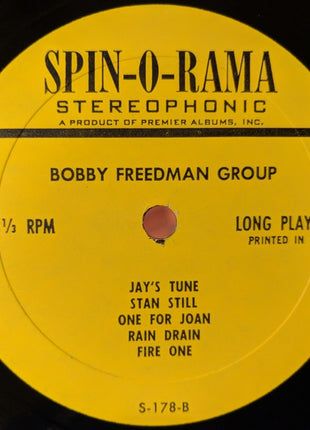 SPIN-O-RAMA
STEREOPHONIC
A PRODUCT OF PREMIER ALBUMS, INC.
BOBBY FREEDMAN GROUP
1/3 RPM
LONG PLAY
PRINTED IN
JAY'S TUNE
STAN STILL
ONE FOR JOAN
RAIN DRAIN
FIRE ONE
S-178-B